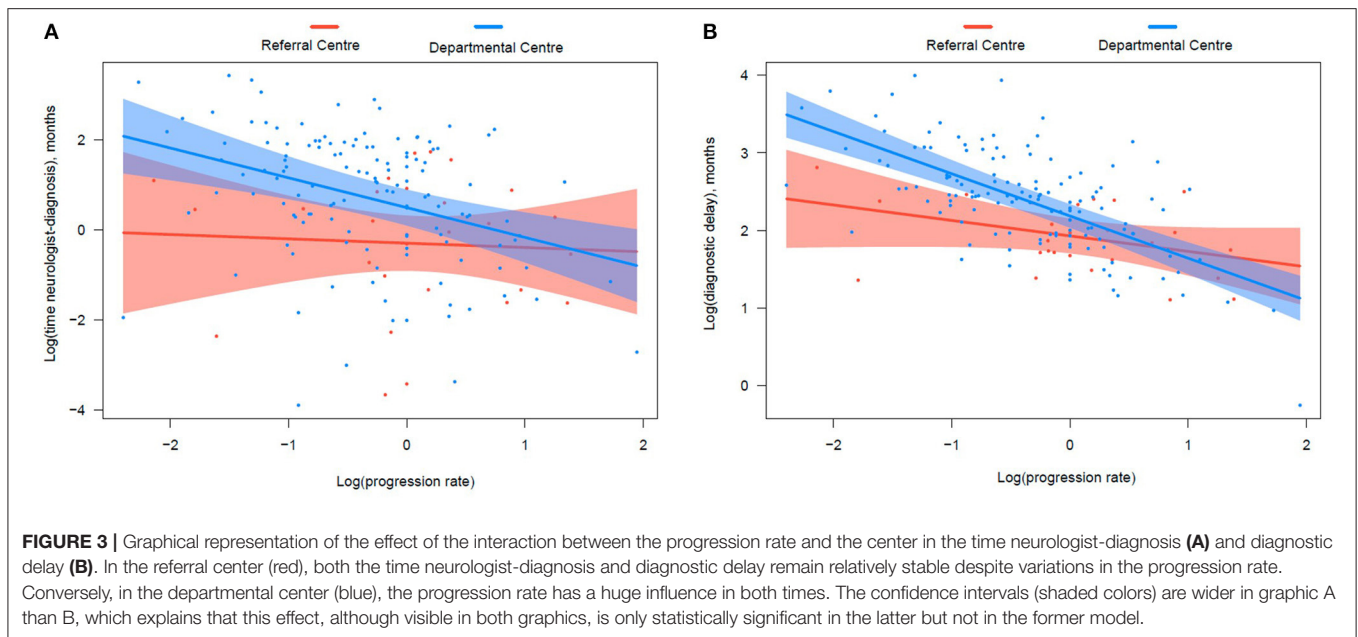 A
Referral Centre
Departmental Centre
Log(time neurologist-diagnosis), months
2
0
−2
−4
−2
−1
0
1
2
Log(progression rate)
B
Referral Centre
Departmental Centre
Log(diagnostic delay), months
4
3
2
1
0
−2
−1
0
1
2
Log(progression rate)
FIGURE 3 | Graphical representation of the effect of the interaction between the progression rate and the center in the time neurologist-diagnosis (A) and diagnostic
delay (B). In the referral center (red), both the time neurologist-diagnosis and diagnostic delay remain relatively stable despite variations in the progression rate.
Conversely, in the departmental center (blue), the progression rate has a huge influence in both times. The confidence intervals (shaded colors) are wider in graphic A
than B, which explains that this effect, although visible in both graphics, is only statistically significant in the latter but not in the former model.